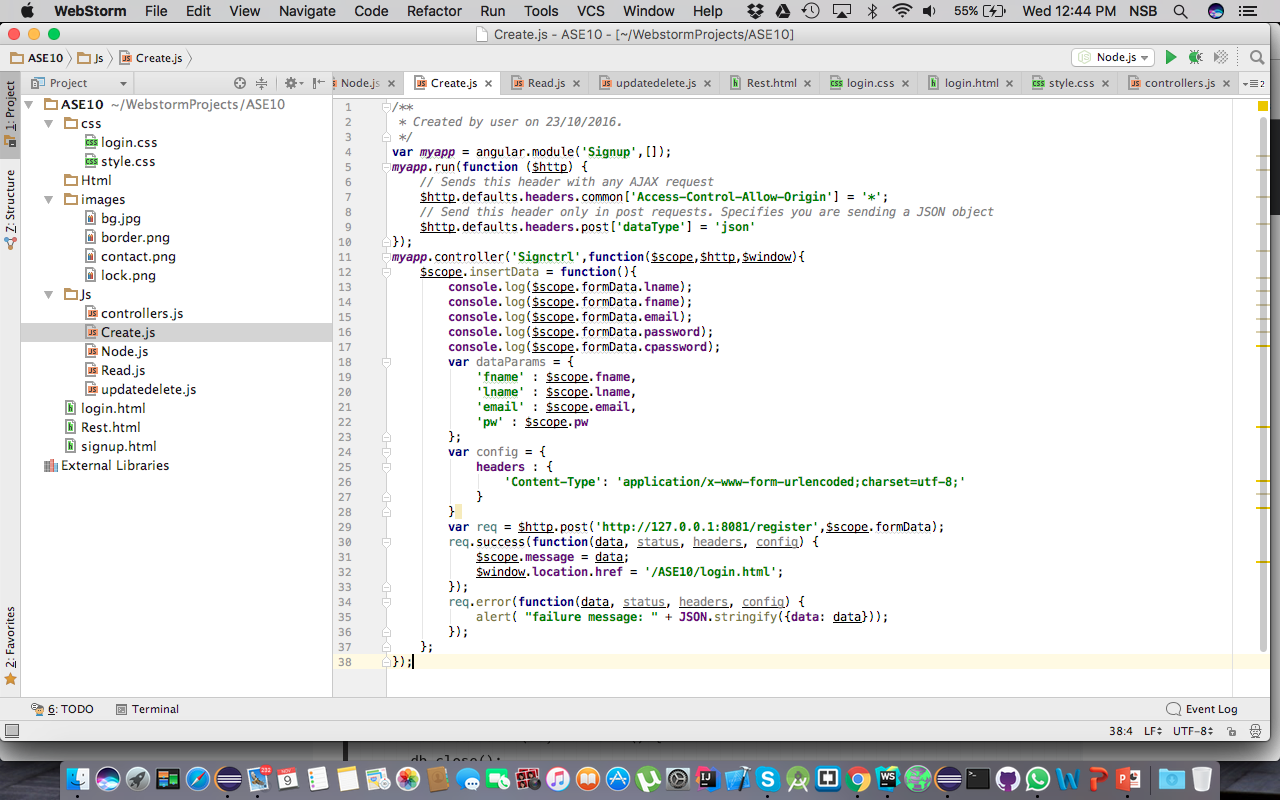 WebStorm File Edit View Navigate Code Refactor Run Tools VCS Window Help 55% Wed 12:44 PM NSB
Create.js - ASE10 - [~/WebstormProjects/ASE10]
ASE10 Js Create.js Node.js
Project Node.js Create.js Read.js updatedelete.js Rest.html login.css login.html style.css controllers.js 2
1: Project
Z: Structure
2: Favorites
ASE10 ~/WebstormProjects/ASE10
css
login.css
style.css
Html
images
bg.jpg
border.png
contact.png
lock.png
Js
controllers.js
Create.js
Node.js
Read.js
updatedelete.js
login.html
Rest.html
signup.html
External Libraries
1 /**
2 * Created by user on 23/10/2016.
3 */
4 var myapp = angular.module('Signup',[]);
5 myapp.run(function ($http) {
6 // Sends this header with any AJAX request
7 $http.defaults.headers.common['Access-Control-Allow-Origin'] = '*';
8 // Send this header only in post requests. Specifies you are sending a JSON object
9 $http.defaults.headers.post['dataType'] = 'json'
10 });
11 myapp.controller('Signctrl',function($scope,$http,$window){
12 $scope.insertData = function(){
13 console.log($scope.formData.lname);
14 console.log($scope.formData.fname);
15 console.log($scope.formData.email);
16 console.log($scope.formData.password);
17 console.log($scope.formData.cpassword);
18 var dataParams = {
19 'fname' : $scope.fname,
20 'lname' : $scope.lname,
21 'email' : $scope.email,
22 'pw' : $scope.pw
23 };
24 var config = {
25 headers : {
26 'Content-Type': 'application/x-www-form-urlencoded;charset=utf-8;'
27 }
28 }
29 var req = $http.post('http://127.0.0.1:8081/register',$scope.formData);
30 req.success(function(data, status, headers, config) {
31 $scope.message = data;
32 $window.location.href = '/ASE10/login.html';
33 });
34 req.error(function(data, status, headers, config) {
35 alert( "failure message: " + JSON.stringify({data: data}));
36 });
37 };
38 });
6: TODO Terminal Event Log
38:4 LF UTF-8
db.close();